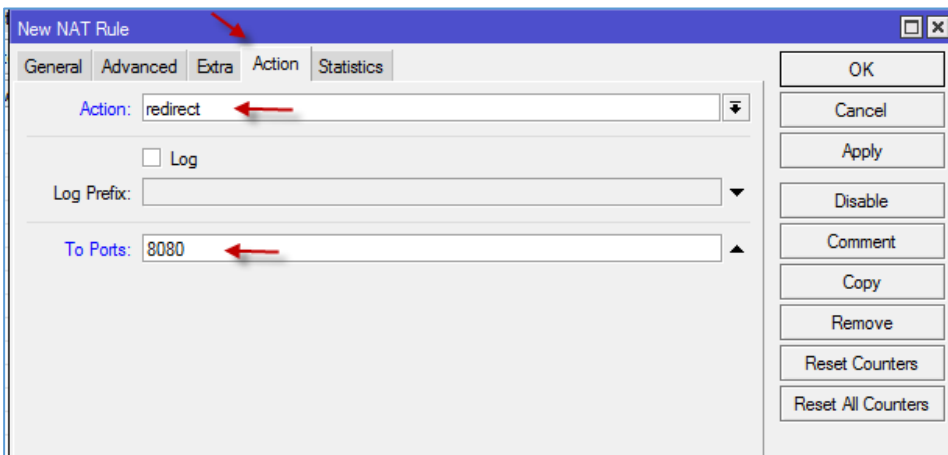 New NAT Rule
General Advanced Extra Action Statistics
Action: redirect
Log
Log Prefix:
To Ports: 8080
OK
Cancel
Apply
Disable
Comment
Copy
Remove
Reset Counters
Reset All Counters